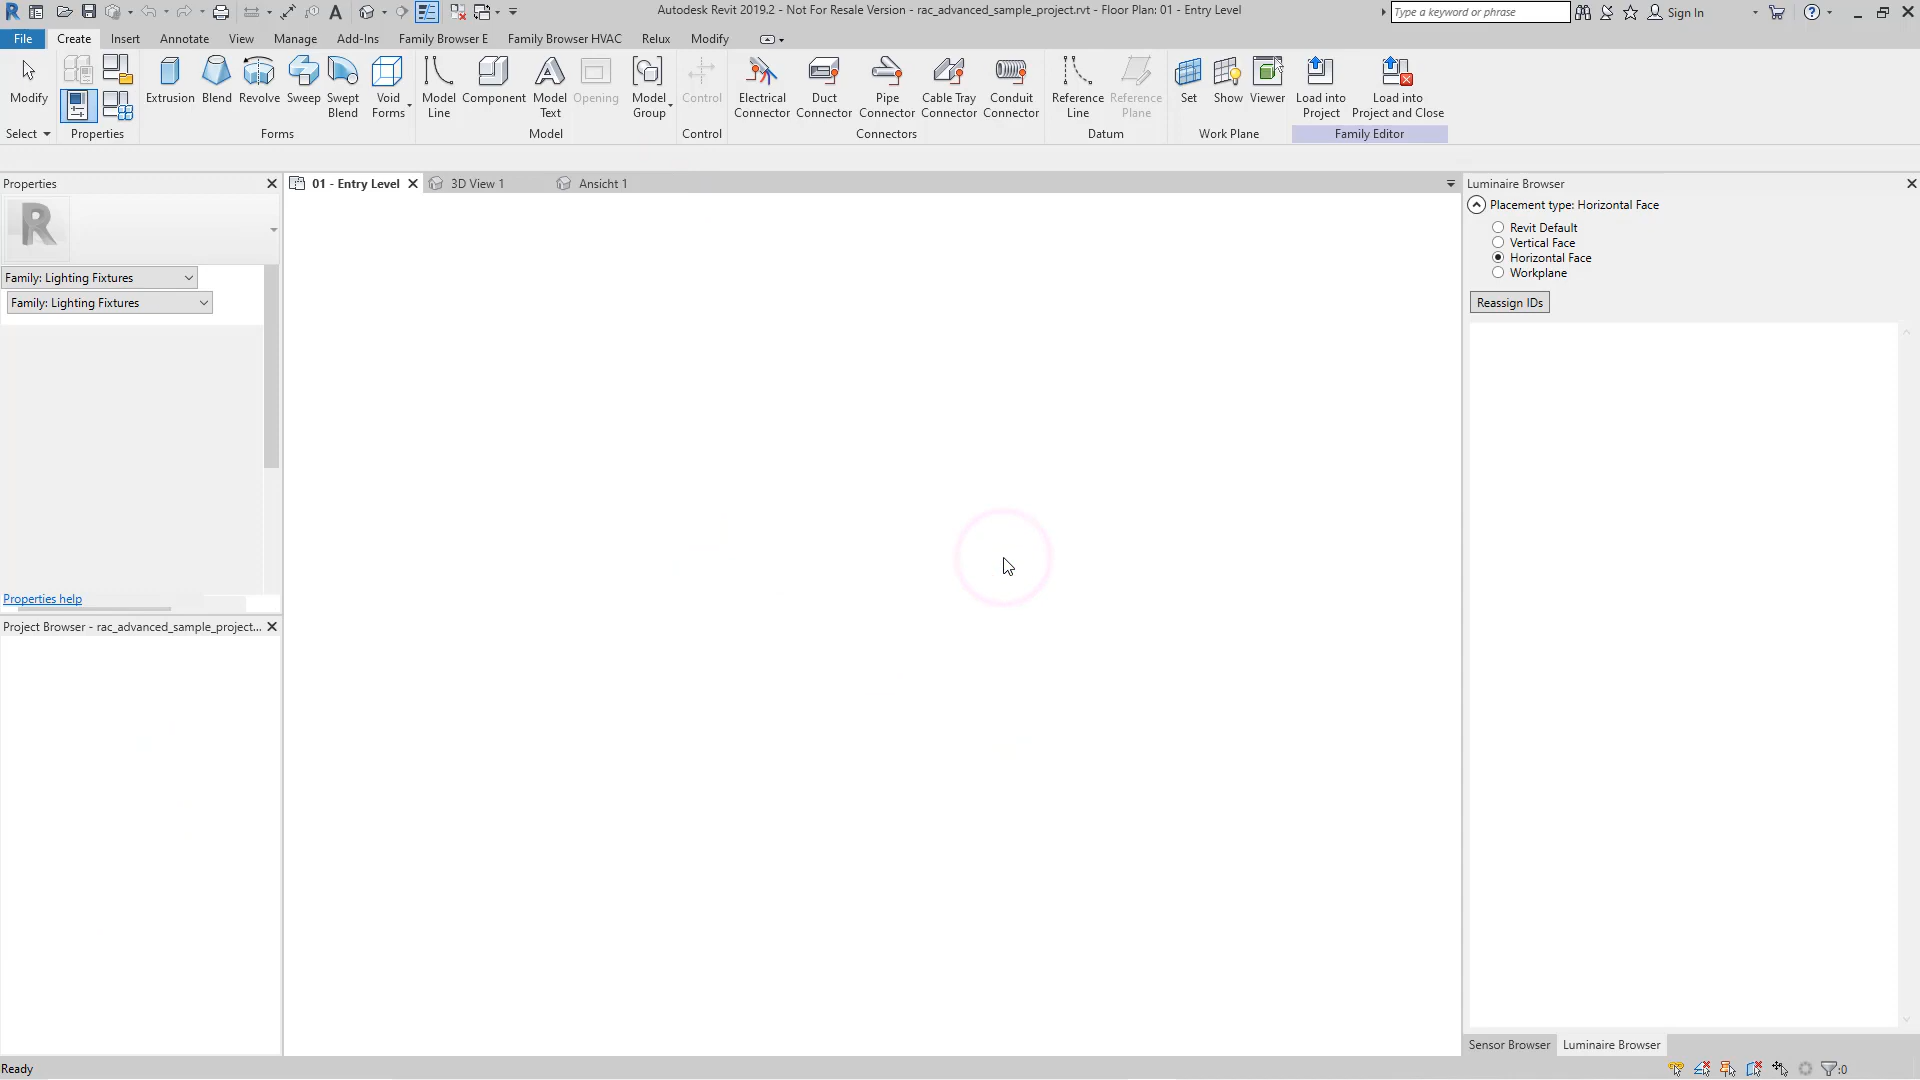 Autodesk Revit 2019.2 - Not For Resale Version - rac_advanced_sample_project.rvt - Floor Plan: 01 - Entry Level
Type a keyword or phrase
Sign In
File Create Insert Annotate View Manage Add-Ins Family Browser E Family Browser HVAC Relux Modify
Modify
Extrusion
Blend
Revolve
Sweep
Swept Blend
Void Forms
Model Line
Component
Model Text
Opening
Model Group
Control
Electrical Connector
Duct Connector
Pipe Connector
Cable Tray Connector
Conduit Connector
Reference Line
Reference Plane
Set
Show
Viewer
Load into Project
Load into Project and Close
Select Properties Forms Model Control Connectors Datum Work Plane Family Editor
Properties
01 - Entry Level
3D View 1
Ansicht 1
Luminaire Browser
Placement type: Horizontal Face
Revit Default
Vertical Face
Horizontal Face
Workplane
Reassign IDs
R
Family: Lighting Fixtures
Family: Lighting Fixtures
Properties help
Project Browser - rac_advanced_sample_project...
Sensor Browser
Luminaire Browser
Ready
:0